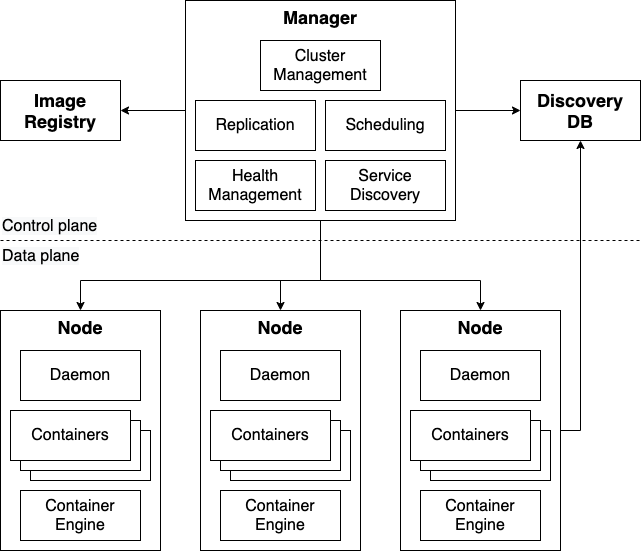 Manager
Cluster
Management
Image
Registry
Replication
Scheduling
Discovery
DB
Health
Management
Service
Discovery
Control plane
Data plane
Node
Daemon
Containers
Container
Engine
Node
Daemon
Containers
Container
Engine
Node
Daemon
Containers
Container
Engine